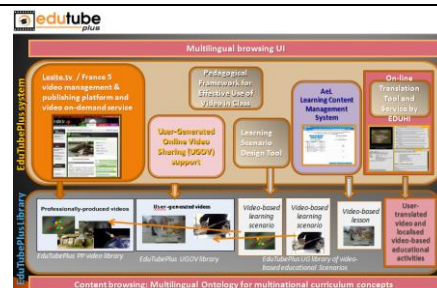 edutube
plus
Multilingual browsing UI
EduTubePlus system
Lesite.tv / France 5
video management &
publishing platform and
video on-demand service
Pedagogical
Framework for
Effective Use of
Video in Class
User-Generated
Online Video
Sharing (UGOV)
support
Learning
Scenario
Design Tool
AeL
Learning Content
Management
System
On-line
Translation
Tool and
Service by
EDUHI
EduTubePlus Library
Professionally-produced videos
EduTubePlus PP video library
User-generated videos
EduTubePlus UGOV library
Video-based
learning
scenario
Video-based
learning
scenario
Video-based
lesson
EduTubePlus UG library of video-
based educational Scenarios
User-
translated
video and
localised
video-based
educational
activities
Content browsing: Multilingual Ontology for multinational curriculum concepts